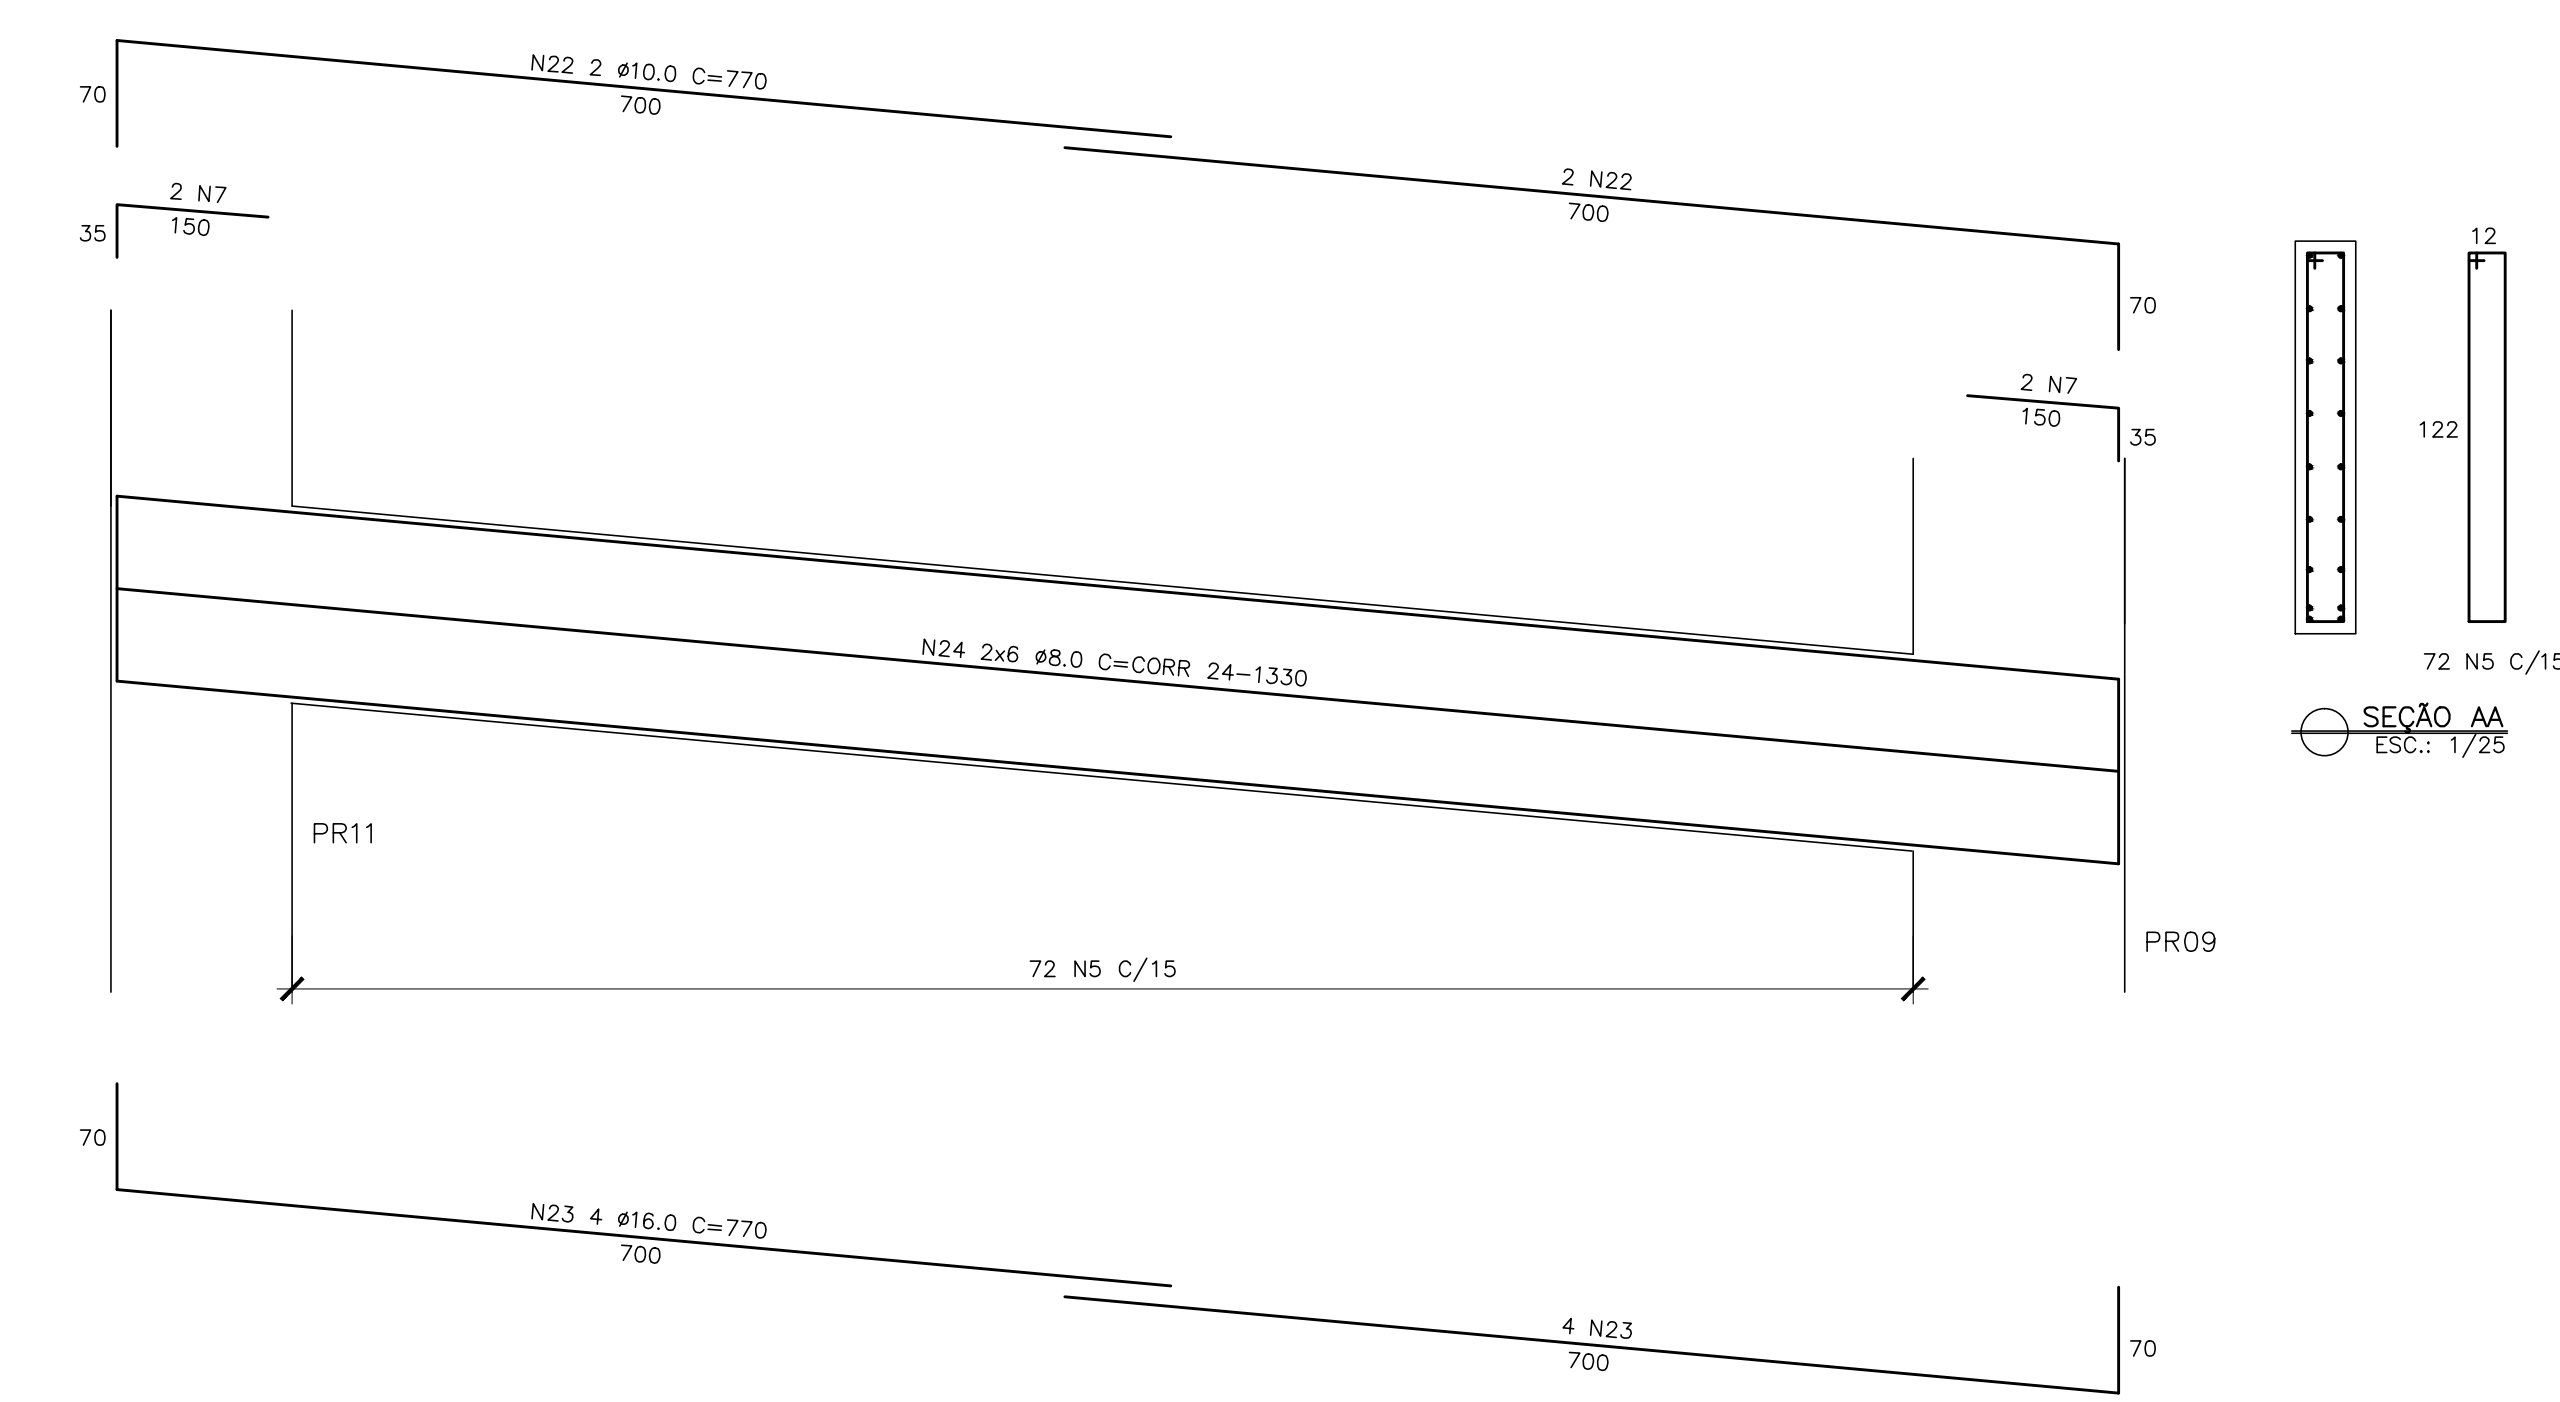 N22 2 ø10.0 C=770
70
700
2 N22
700
70
2 N7
150
35
2 N7
150
35
12
122
72 N5 C/15
SEÇÃO AA
ESC.: 1/25
N24 2x6 ø8.0 C=CORR 24-1330
PR11
PR09
72 N5 C/15
70
N23 4 ø16.0 C=770
700
4 N23
700
70